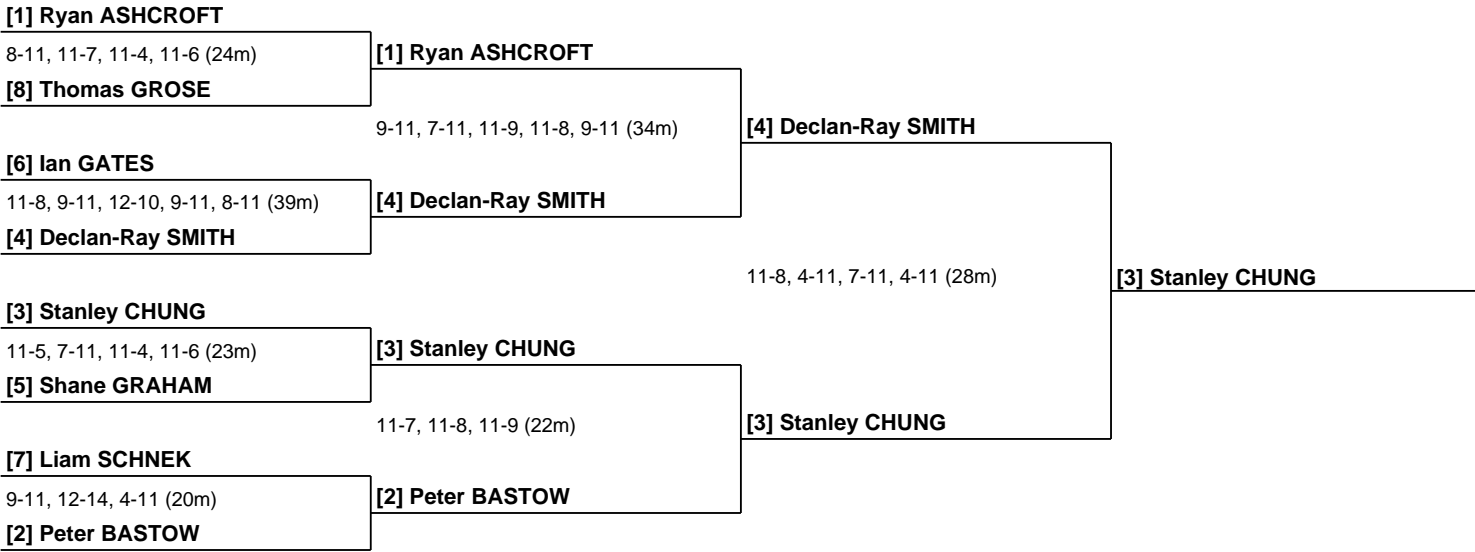 [1] Ryan ASHCROFT
8-11, 11-7, 11-4, 11-6 (24m)
[8] Thomas GROSE
[1] Ryan ASHCROFT
9-11, 7-11, 11-9, 11-8, 9-11 (34m)
[6] Ian GATES
11-8, 9-11, 12-10, 9-11, 8-11 (39m)
[4] Declan-Ray SMITH
[4] Declan-Ray SMITH
[4] Declan-Ray SMITH
11-8, 4-11, 7-11, 4-11 (28m)
[3] Stanley CHUNG
[3] Stanley CHUNG
11-5, 7-11, 11-4, 11-6 (23m)
[5] Shane GRAHAM
[3] Stanley CHUNG
11-7, 11-8, 11-9 (22m)
[3] Stanley CHUNG
[7] Liam SCHNEK
9-11, 12-14, 4-11 (20m)
[2] Peter BASTOW
[2] Peter BASTOW